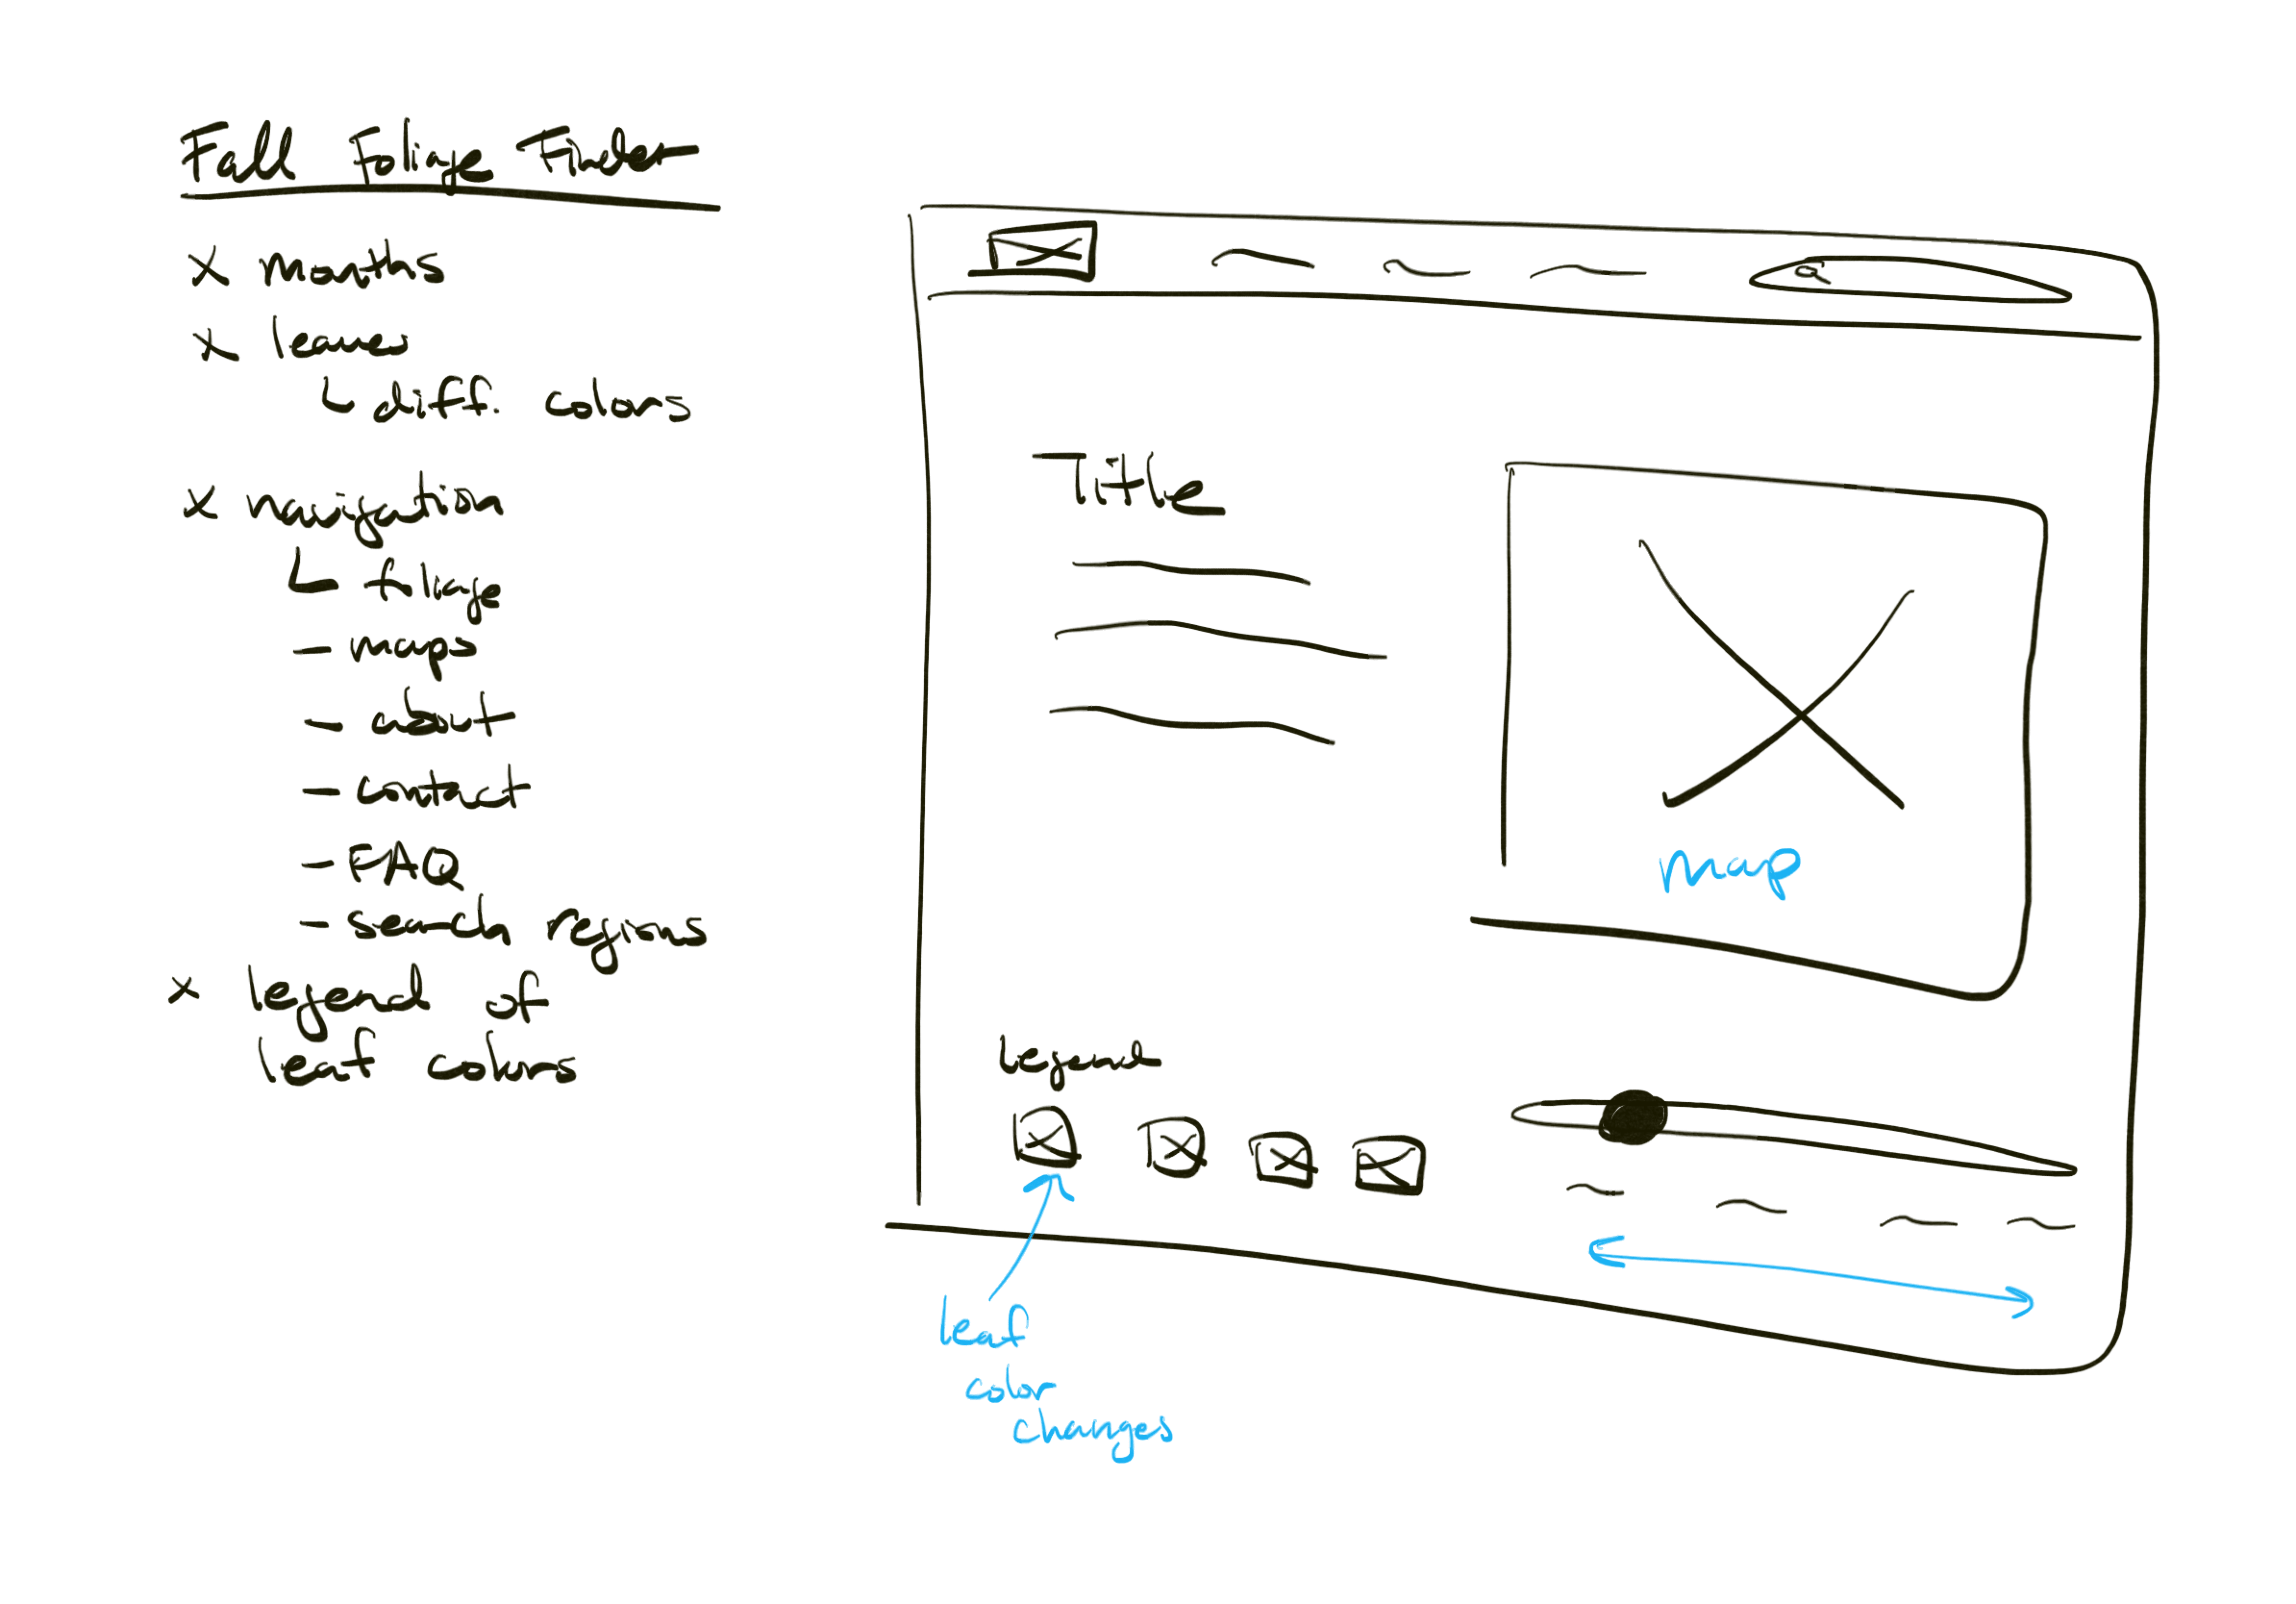 Fall Foliage Finder
x months
x leaves
↳ diff. colors
x navigation
↳ foliage
- maps
- about
- contact
- FAQ
- search regions
x legend of
leaf colors
Title
map
Legend
leaf
color
changes